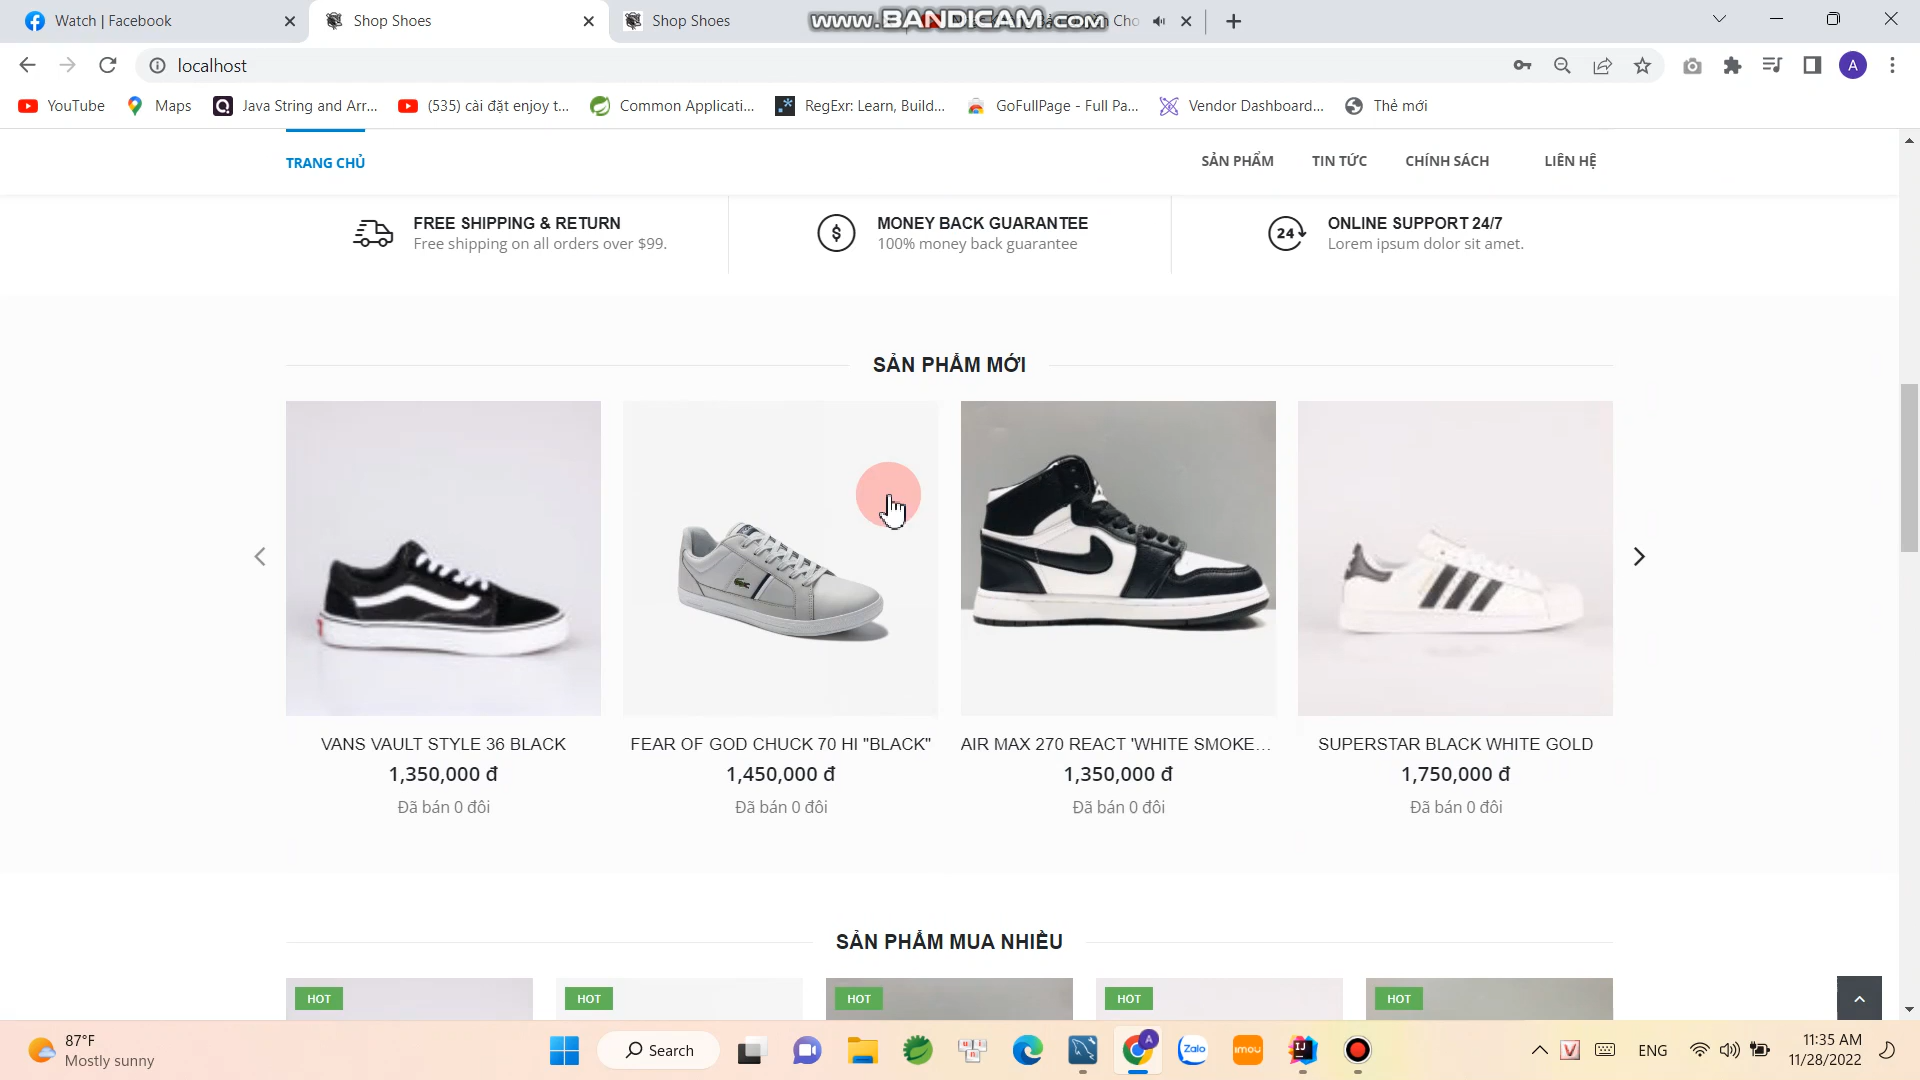 Watch | Facebook
Shop Shoes
Shop Shoes
www.BANDICAM.com
localhost
A
YouTube
Maps
Java String and Arr...
(535) cài đặt enjoy t...
Common Applicati...
RegExr: Learn, Build...
GoFullPage - Full Pa...
Vendor Dashboard...
Thẻ mới
TRANG CHỦ
SẢN PHẨM
TIN TỨC
CHÍNH SÁCH
LIÊN HỆ
FREE SHIPPING & RETURN
Free shipping on all orders over $99.
$
MONEY BACK GUARANTEE
100% money back guarantee
24
ONLINE SUPPORT 24/7
Lorem ipsum dolor sit amet.
SẢN PHẨM MỚI
VANS VAULT STYLE 36 BLACK
1,350,000 đ
Đã bán 0 đôi
FEAR OF GOD CHUCK 70 HI "BLACK"
1,450,000 đ
Đã bán 0 đôi
AIR MAX 270 REACT 'WHITE SMOKE...
1,350,000 đ
Đã bán 0 đôi
SUPERSTAR BLACK WHITE GOLD
1,750,000 đ
Đã bán 0 đôi
SẢN PHẨM MUA NHIỀU
HOT
HOT
HOT
HOT
HOT
87°F
Mostly sunny
Search
A
Zalo
imou
IJ
V
ENG
11:35 AM
11/28/2022